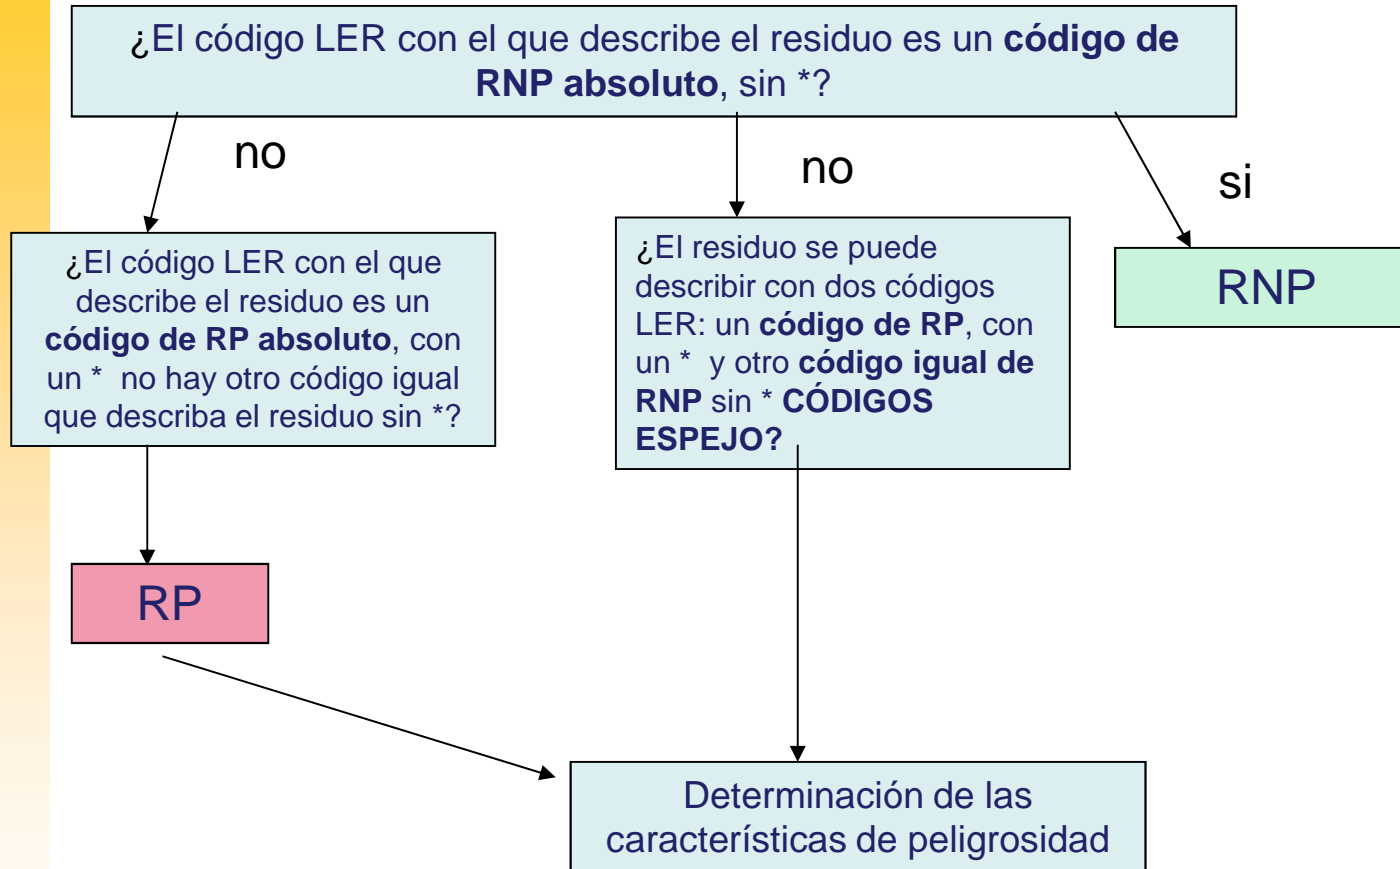 ¿El código LER con el que describe el residuo es un código de
RNP absoluto, sin *?
no
no
si
¿El código LER con el que
describe el residuo es un
código de RP absoluto, con
un * no hay otro código igual
que describa el residuo sin *?
¿El residuo se puede
describir con dos códigos
LER: un código de RP, con
un * y otro código igual de
RNP sin * CÓDIGOS
ESPEJO?
RNP
RP
Determinación de las
características de peligrosidad